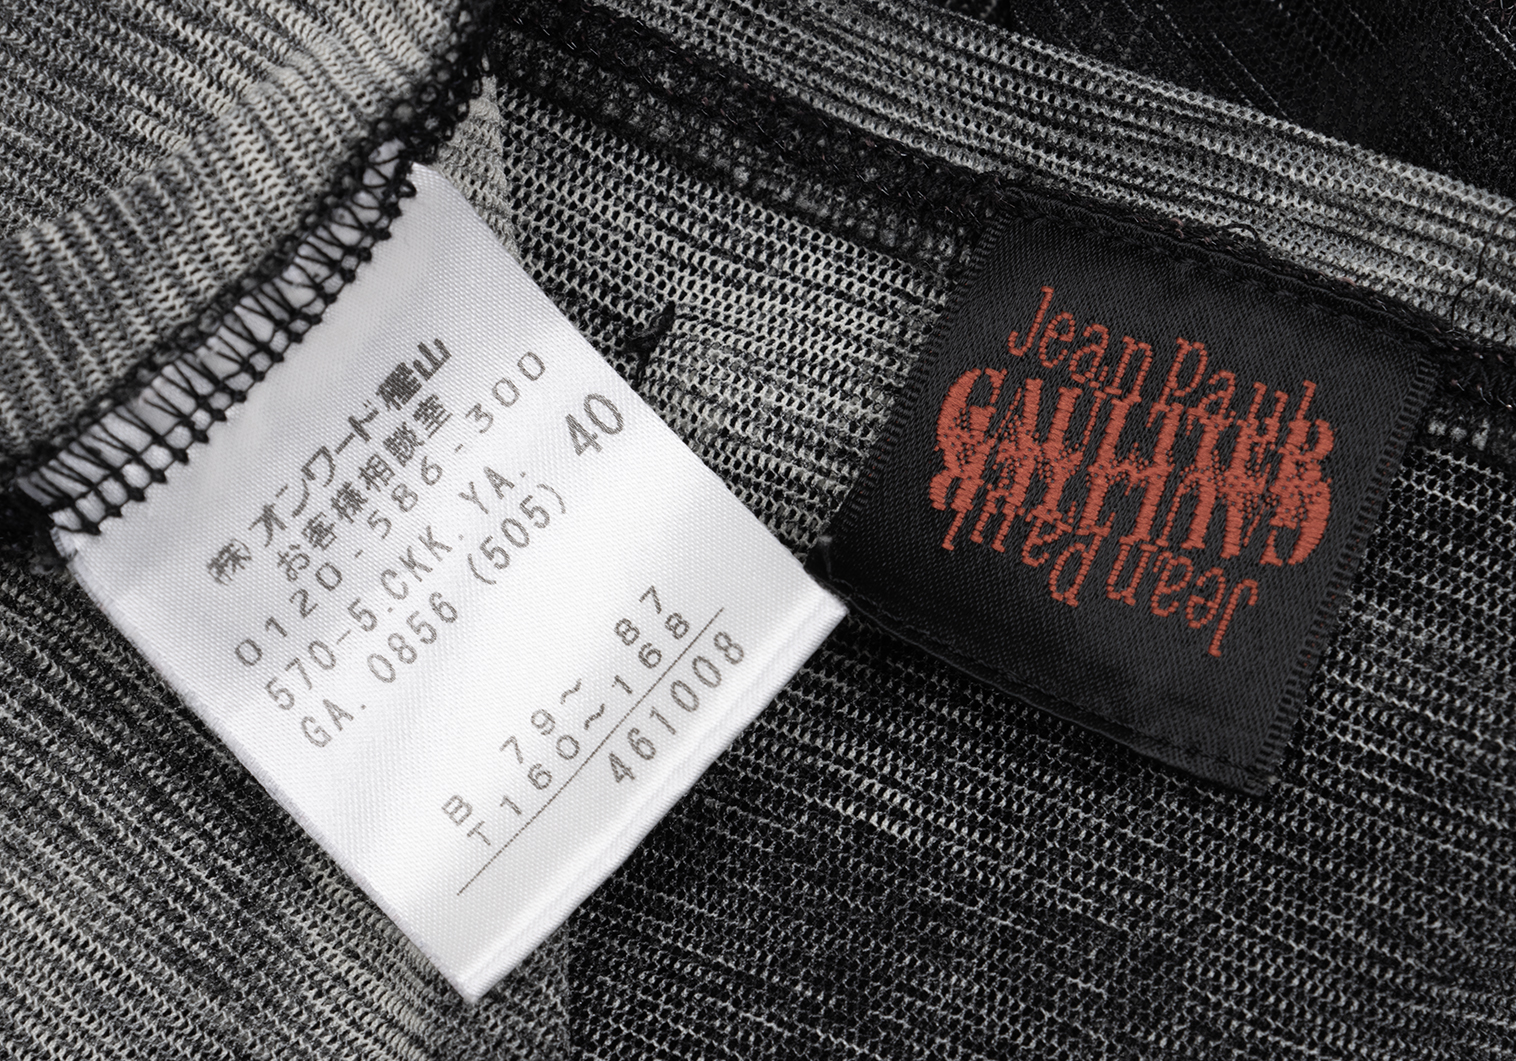 ㈱オンワード樫山
お客様相談室
0120-586-300
570-5.CKK.YA. 40
GA. 0856 (505)
B 79~ 87
T 160~168
461008
Jean Paul
GAULTIER
GAULTIER
Jean Paul